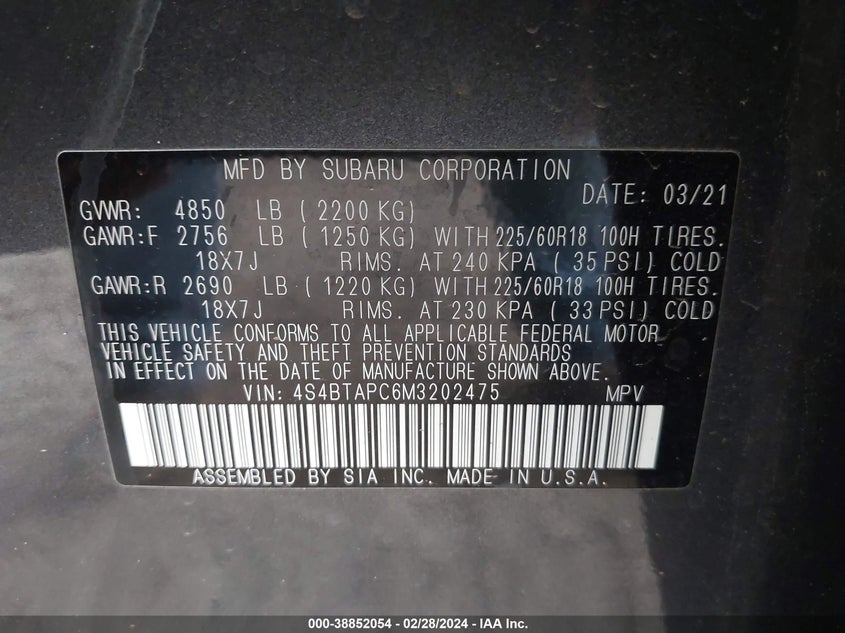 MFD BY SUBARU CORPORATION
DATE: 03/21
GVWR: 4850 LB ( 2200 KG)
GAWR:F 2756 LB ( 1250 KG) WITH 225/60R18 100H TIRES.
18X7J RIMS. AT 240 KPA ( 35 PSI) COLD
GAWR:R 2690 LB ( 1220 KG) WITH 225/60R18 100H TIRES.
18X7J RIMS. AT 230 KPA ( 33 PSI) COLD
THIS VEHICLE CONFORMS TO ALL APPLICABLE FEDERAL MOTOR
VEHICLE SAFETY AND THEFT PREVENTION STANDARDS
IN EFFECT ON THE DATE OF MANUFACTURE SHOWN ABOVE.
VIN: 4S4BTAPC6M3202475 MPV
ASSEMBLED BY SIA INC. MADE IN U.S.A.
000-38852054 - 02/28/2024 - IAA Inc.